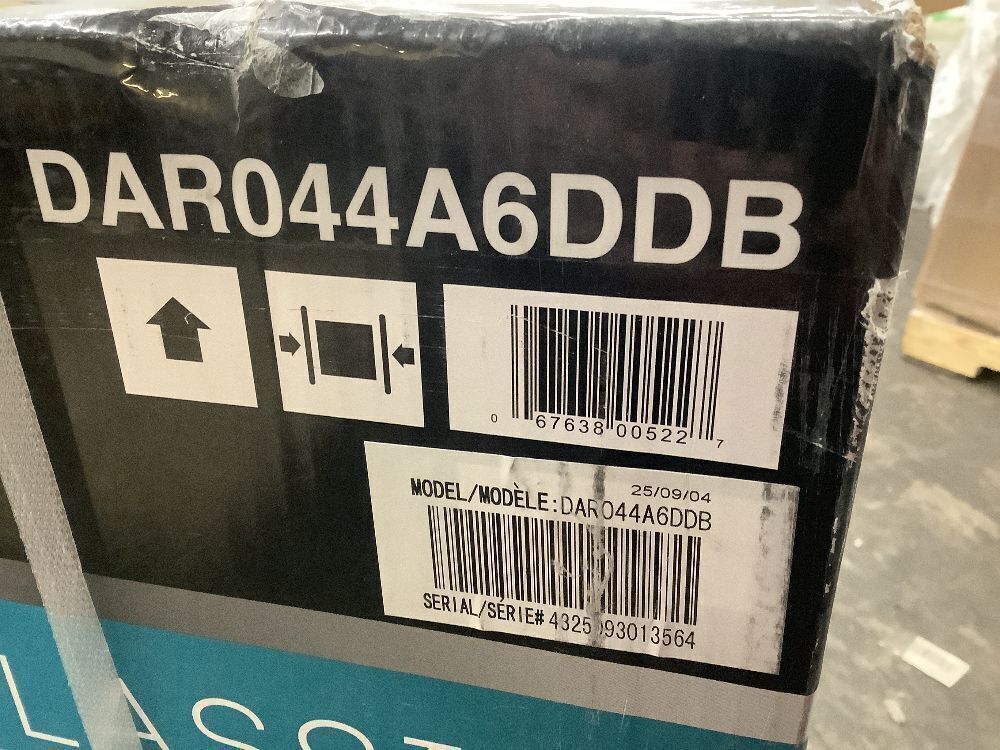 DAR044A6DDB
0 67638 00522 7
25/09/04
MODEL/MODÈLE:DAR044A6DDB
SERIAL/SÉRIE#